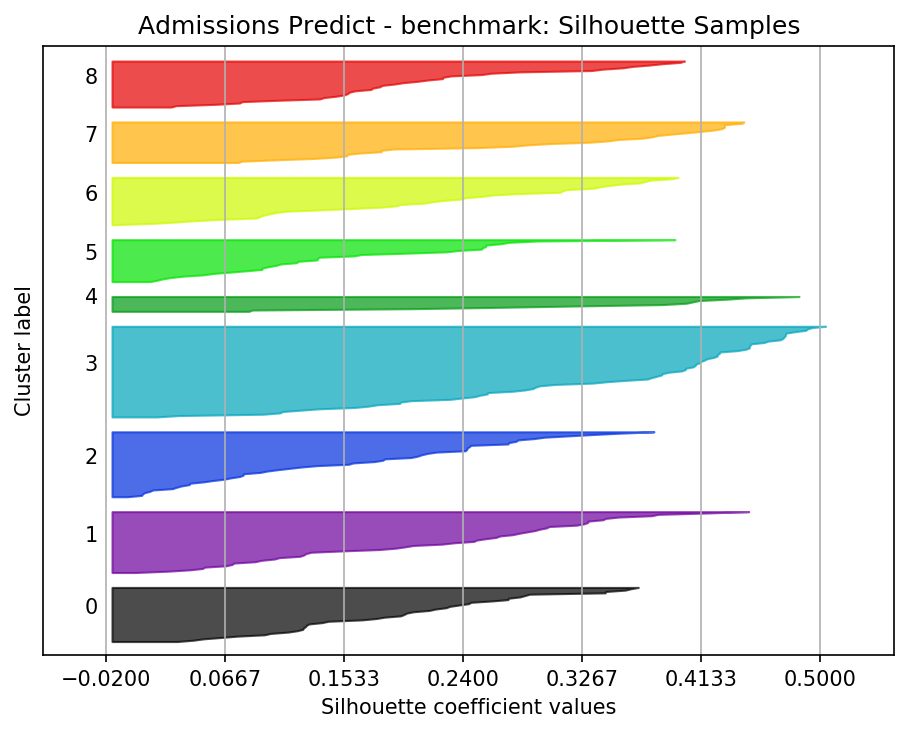 Admissions Predict - benchmark: Silhouette Samples
8
7
6
5
4
3
2
1
0
Cluster label
−0.0200 0.0667 0.1533 0.2400 0.3267 0.4133 0.5000
Silhouette coefficient values